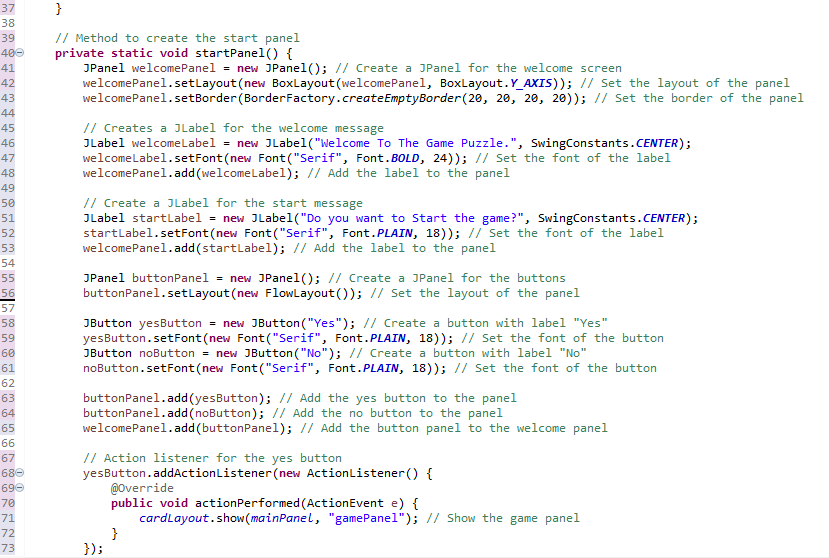 37 }
38
39 // Method to create the start panel
40 private static void startPanel() {
41 JPanel welcomePanel = new JPanel(); // Create a JPanel for the welcome screen
42 welcomePanel.setLayout(new BoxLayout(welcomePanel, BoxLayout.Y_AXIS)); // Set the layout of the panel
43 welcomePanel.setBorder(BorderFactory.createEmptyBorder(20, 20, 20, 20)); // Set the border of the panel
44
45 // Creates a JLabel for the welcome message
46 JLabel welcomeLabel = new JLabel("Welcome To The Game Puzzle.", SwingConstants.CENTER);
47 welcomeLabel.setFont(new Font("Serif", Font.BOLD, 24)); // Set the font of the label
48 welcomePanel.add(welcomeLabel); // Add the label to the panel
49
50 // Create a JLabel for the start message
51 JLabel startLabel = new JLabel("Do you want to Start the game?", SwingConstants.CENTER);
52 startLabel.setFont(new Font("Serif", Font.PLAIN, 18)); // Set the font of the label
53 welcomePanel.add(startLabel); // Add the label to the panel
54
55 JPanel buttonPanel = new JPanel(); // Create a JPanel for the buttons
56 buttonPanel.setLayout(new FlowLayout()); // Set the layout of the panel
57
58 JButton yesButton = new JButton("Yes"); // Create a button with label "Yes"
59 yesButton.setFont(new Font("Serif", Font.PLAIN, 18)); // Set the font of the button
60 JButton noButton = new JButton("No"); // Create a button with label "No"
61 noButton.setFont(new Font("Serif", Font.PLAIN, 18)); // Set the font of the button
62
63 buttonPanel.add(yesButton); // Add the yes button to the panel
64 buttonPanel.add(noButton); // Add the no button to the panel
65 welcomePanel.add(buttonPanel); // Add the button panel to the welcome panel
66
67 // Action listener for the yes button
68 yesButton.addActionListener(new ActionListener() {
69 @Override
70 public void actionPerformed(ActionEvent e) {
71 cardLayout.show(mainPanel, "gamePanel"); // Show the game panel
72 }
73 });